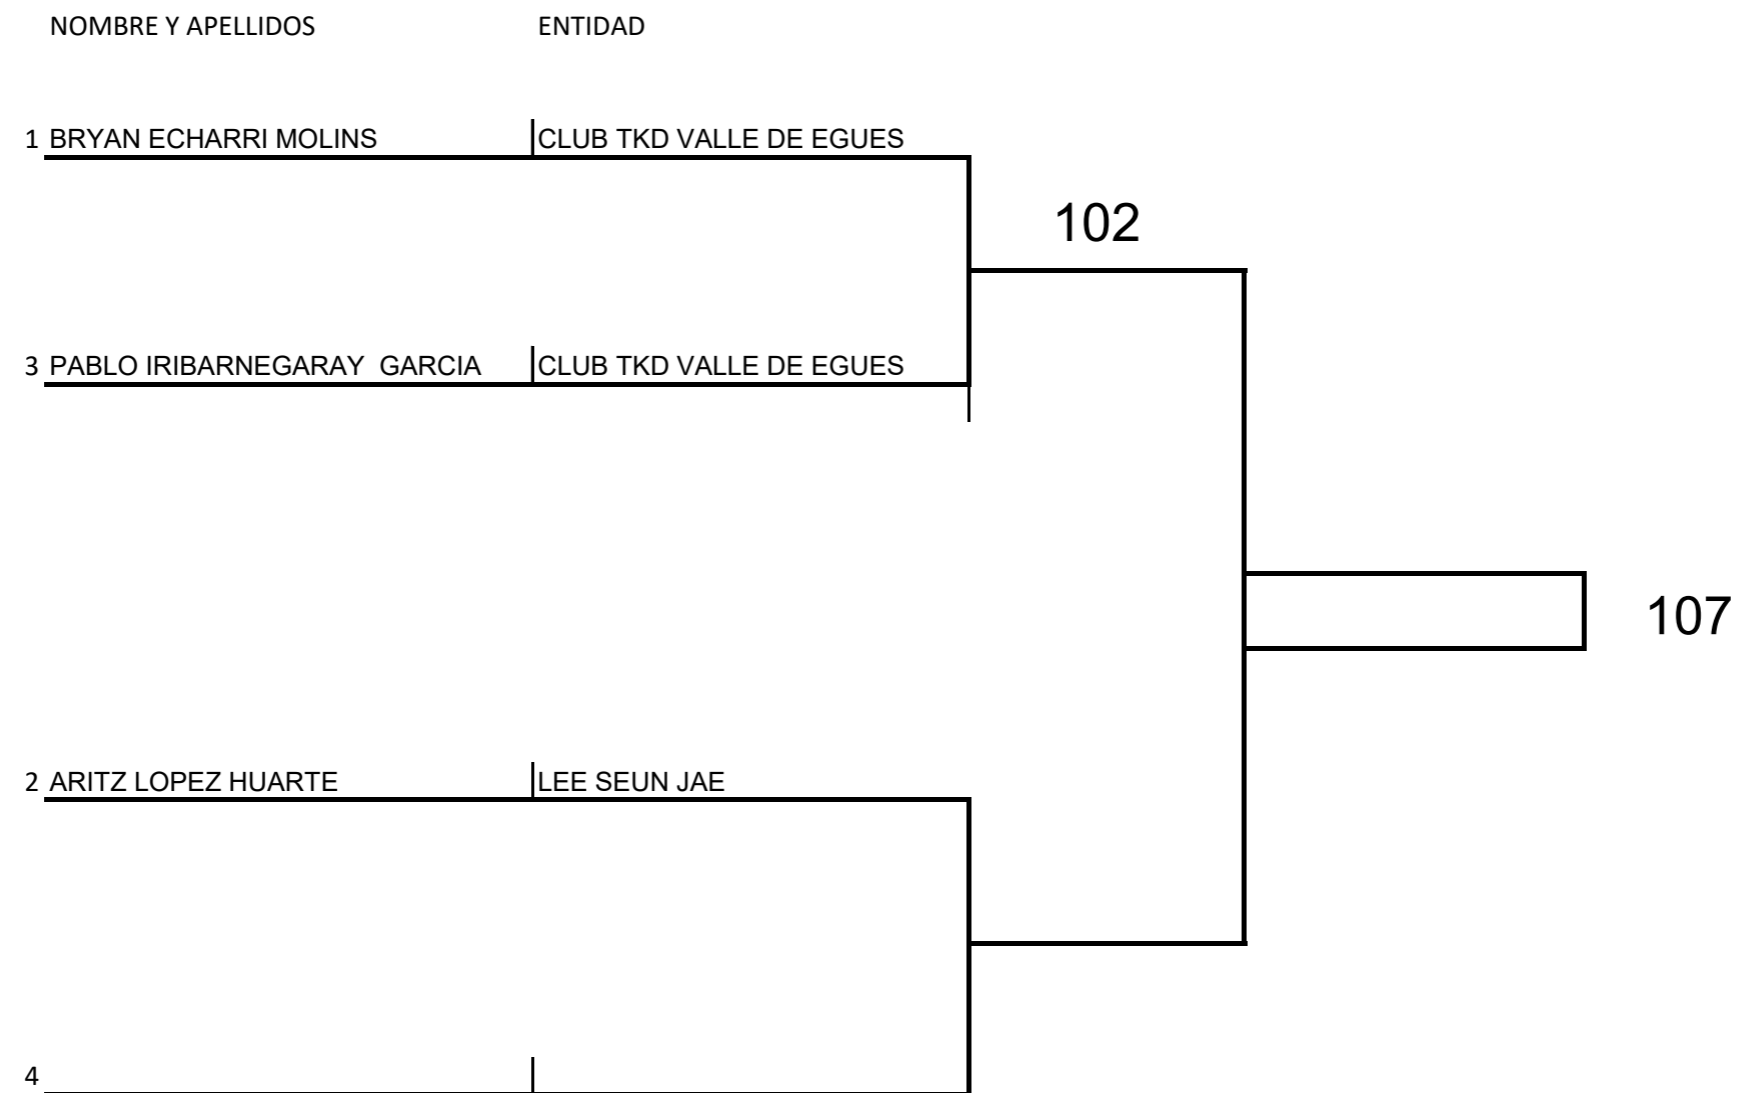 NOMBRE Y APELLIDOS ENTIDAD
1 BRYAN ECHARRI MOLINS CLUB TKD VALLE DE EGUES
102
3 PABLO IRIBARNEGARAY  GARCIA CLUB TKD VALLE DE EGUES
107
2 ARITZ LOPEZ HUARTE LEE SEUN JAE
4